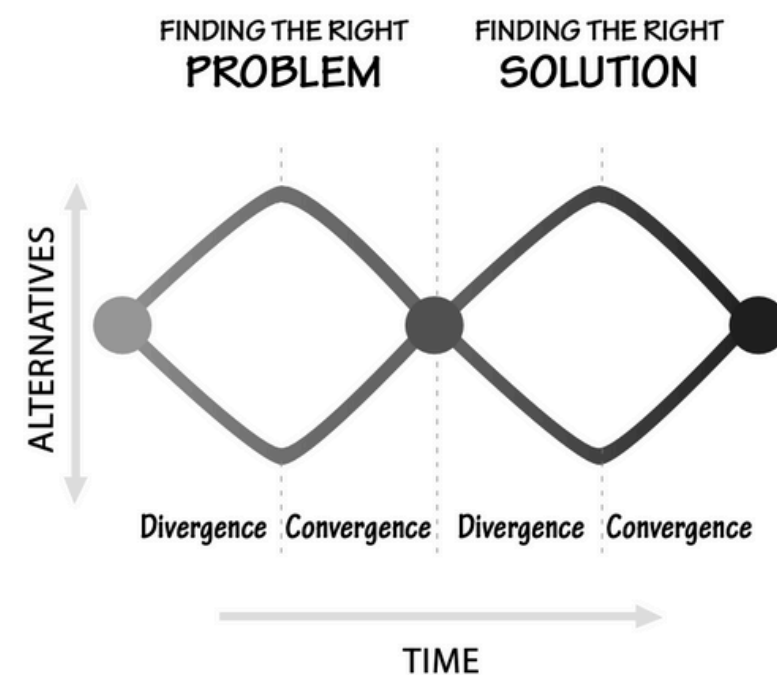 FINDING THE RIGHT
PROBLEM
FINDING THE RIGHT
SOLUTION
ALTERNATIVES
Divergence
Convergence
Divergence
Convergence
TIME